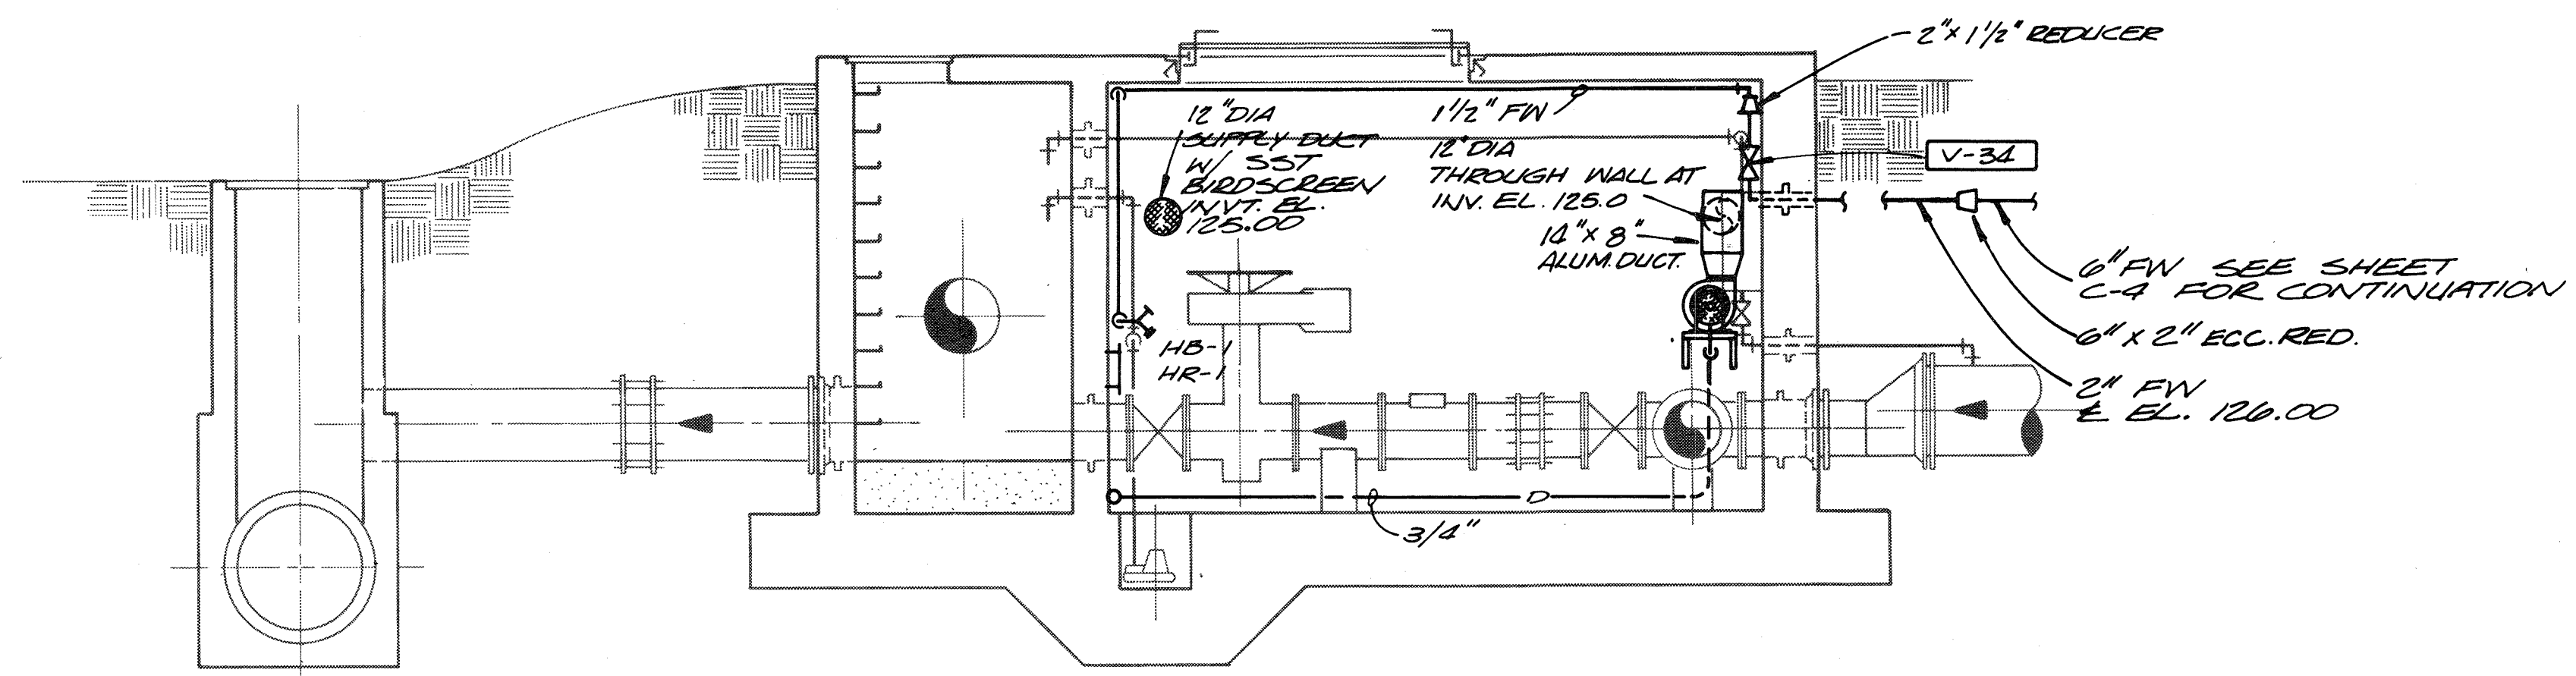 2"X 1 1/2" REDUCER
12"DIA
SUPPLY DUCT
W/ SST
BIRDSCREEN
INVT. EL.
125.00
1 1/2" FW
12"DIA
THROUGH WALL AT
INV. EL. 125.0
14"X 8"
ALUM. DUCT.
V-34
6" FW SEE SHEET
C-4 FOR CONTINUATION
6" X 2" ECC. RED.
2" FW
℄ EL. 126.00
HB-1
HR-1
D
3/4"